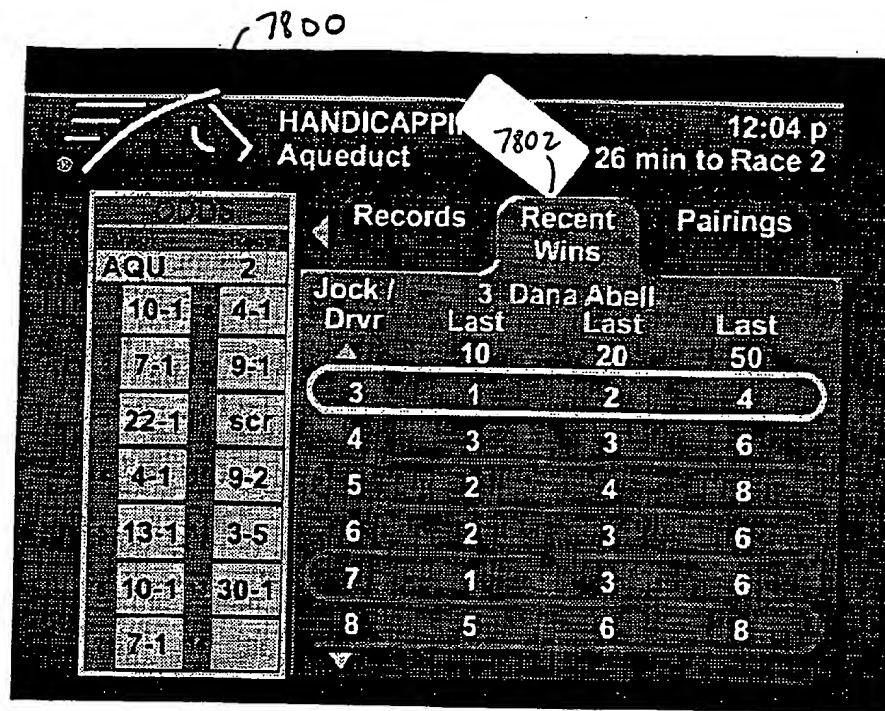 7800
HANDICAPPI
7802
12:04 p
Aqueduct
26 min to Race 2
®
ODDS
Records
Recent
Wins
Pairings
AQU 2
10-1 4-1
7-1 9-1
22-1 scr
4-1 9-2
13-1 3-5
10-1 30-1
7-1
Jock /
Drvr
3 Dana Abell
Last Last Last
10 20 50
3 1 2 4
4 3 3 6
5 2 4 8
6 2 3 6
7 1 3 6
8 5 6 8